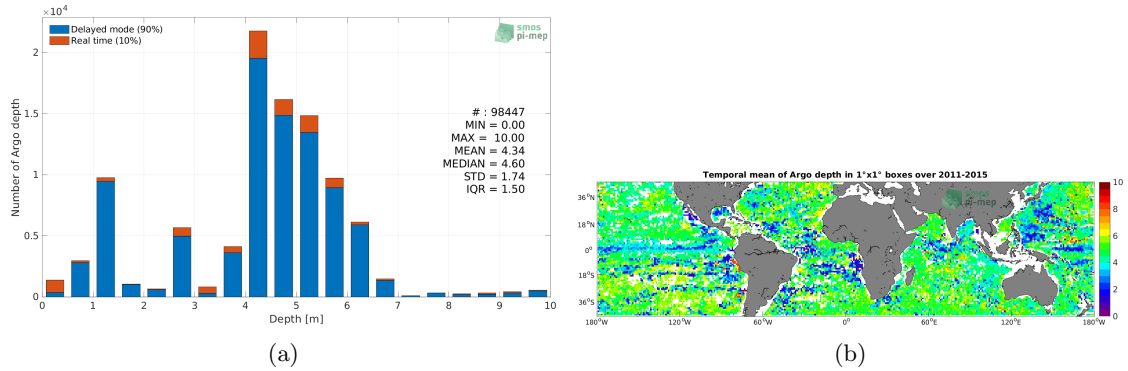 ×10⁴
Delayed mode (90%)
Real time (10%)
smos
pi-mep
2
1.5
1
0.5
0
Number of Argo depth
# : 98447
MIN = 0.00
MAX = 10.00
MEAN = 4.34
MEDIAN = 4.60
STD = 1.74
IQR = 1.50
0 1 2 3 4 5 6 7 8 9 10
Depth [m]
(a)
Temporal mean of Argo depth in 1°x1° boxes over 2011-2015
smos
pi-mep
36°N
18°N
0°
18°S
36°S
180°W 120°W 60°W 0° 60°E 120°E 180°W
10
8
6
4
2
0
(b)